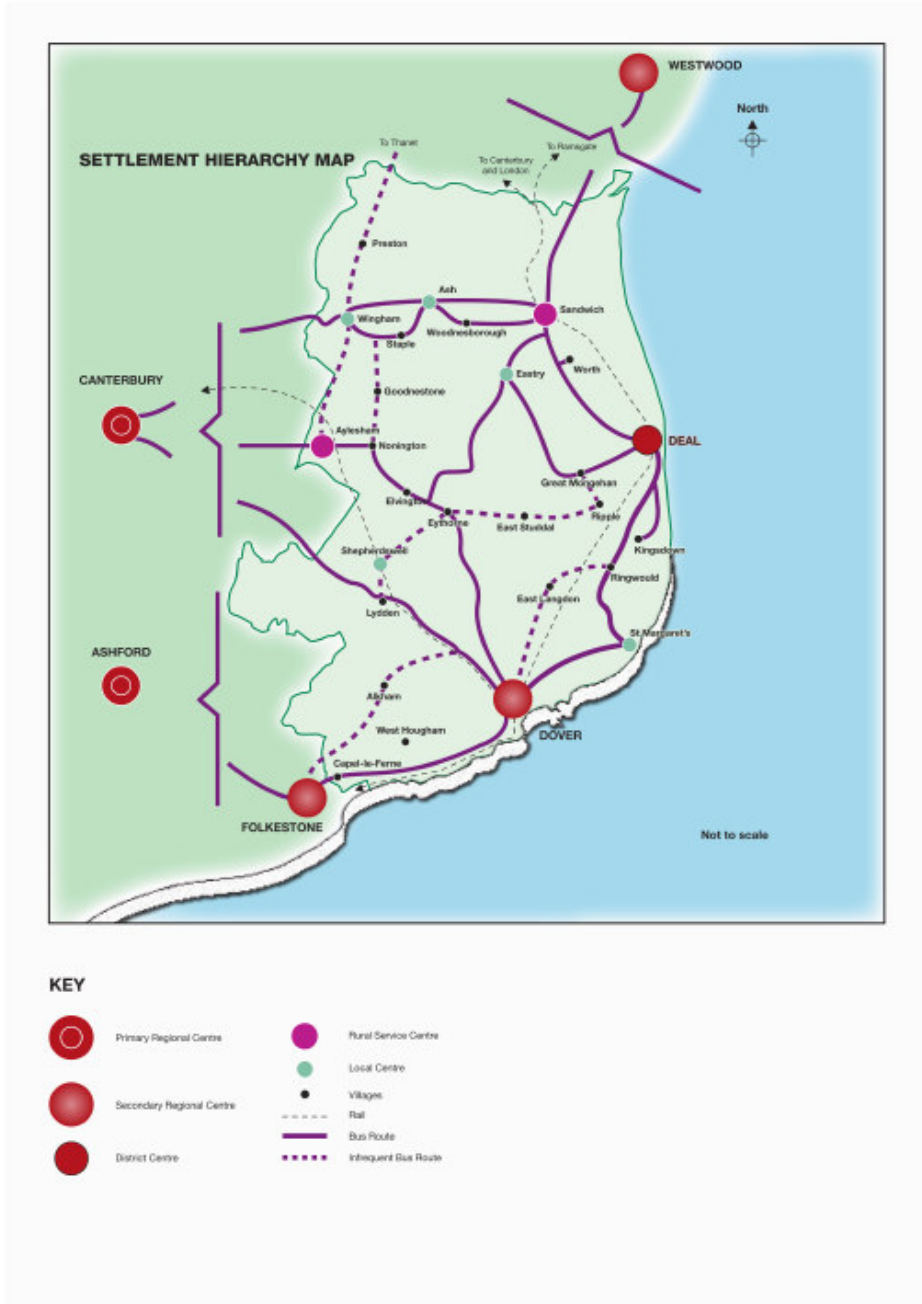 WESTWOOD
North
SETTLEMENT HIERARCHY MAP
To Thanet
To Canterbury
and London
To Ramsgate
Preston
Ash
Wingham
Sandwich
Woodnesborough
Staple
CANTERBURY
Eastry
Worth
Goodnestone
Aylesham
Nonington
DEAL
Great Mongehan
Elvington
Eythorne
East Studdal
Ripple
Shepherdswell
Kingsdown
Ringwould
East Langdon
Lydden
St Margaret's
ASHFORD
Alkham
West Hougham
DOVER
Capel-le-Ferne
FOLKESTONE
Not to scale
KEY
Primary Regional Centre
Secondary Regional Centre
District Centre
Rural Service Centre
Local Centre
Villages
Rail
Bus Route
Infrequent Bus Route